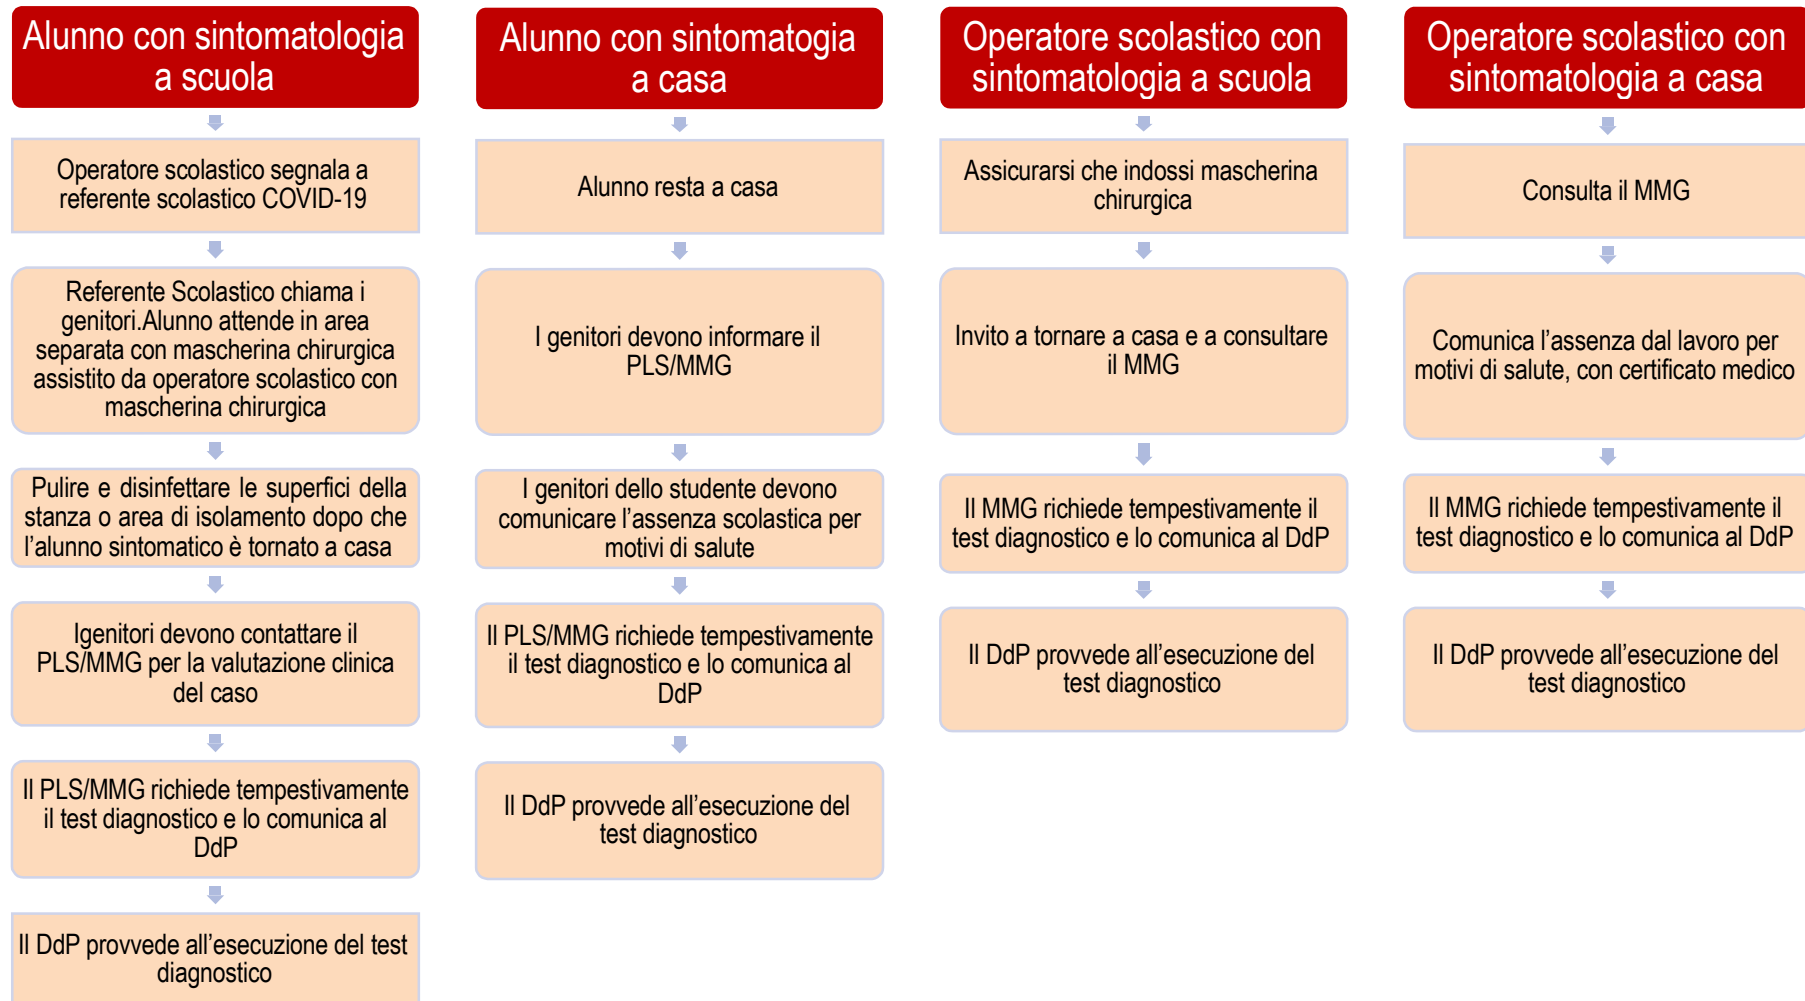 Alunno con sintomatologia
a scuola
Operatore scolastico segnala a
referente scolastico COVID-19
Referente Scolastico chiama i
genitori.Alunno attende in area
separata con mascherina chirurgica
assistito da operatore scolastico con
mascherina chirurgica
Pulire e disinfettare le superfici della
stanza o area di isolamento dopo che
l’alunno sintomatico è tornato a casa
Igenitori devono contattare il
PLS/MMG per la valutazione clinica
del caso
Il PLS/MMG richiede tempestivamente
il test diagnostico e lo comunica al
DdP
Il DdP provvede all’esecuzione del test
diagnostico
Alunno con sintomatogia
a casa
Alunno resta a casa
I genitori devono informare il
PLS/MMG
I genitori dello studente devono
comunicare l’assenza scolastica per
motivi di salute
Il PLS/MMG richiede tempestivamente
il test diagnostico e lo comunica al
DdP
Il DdP provvede all’esecuzione del
test diagnostico
Operatore scolastico con
sintomatologia a scuola
Assicurarsi che indossi mascherina
chirurgica
Invito a tornare a casa e a consultare
il MMG
Il MMG richiede tempestivamente il
test diagnostico e lo comunica al DdP
Il DdP provvede all’esecuzione del
test diagnostico
Operatore scolastico con
sintomatologia a casa
Consulta il MMG
Comunica l’assenza dal lavoro per
motivi di salute, con certificato medico
Il MMG richiede tempestivamente il
test diagnostico e lo comunica al DdP
Il DdP provvede all’esecuzione del
test diagnostico